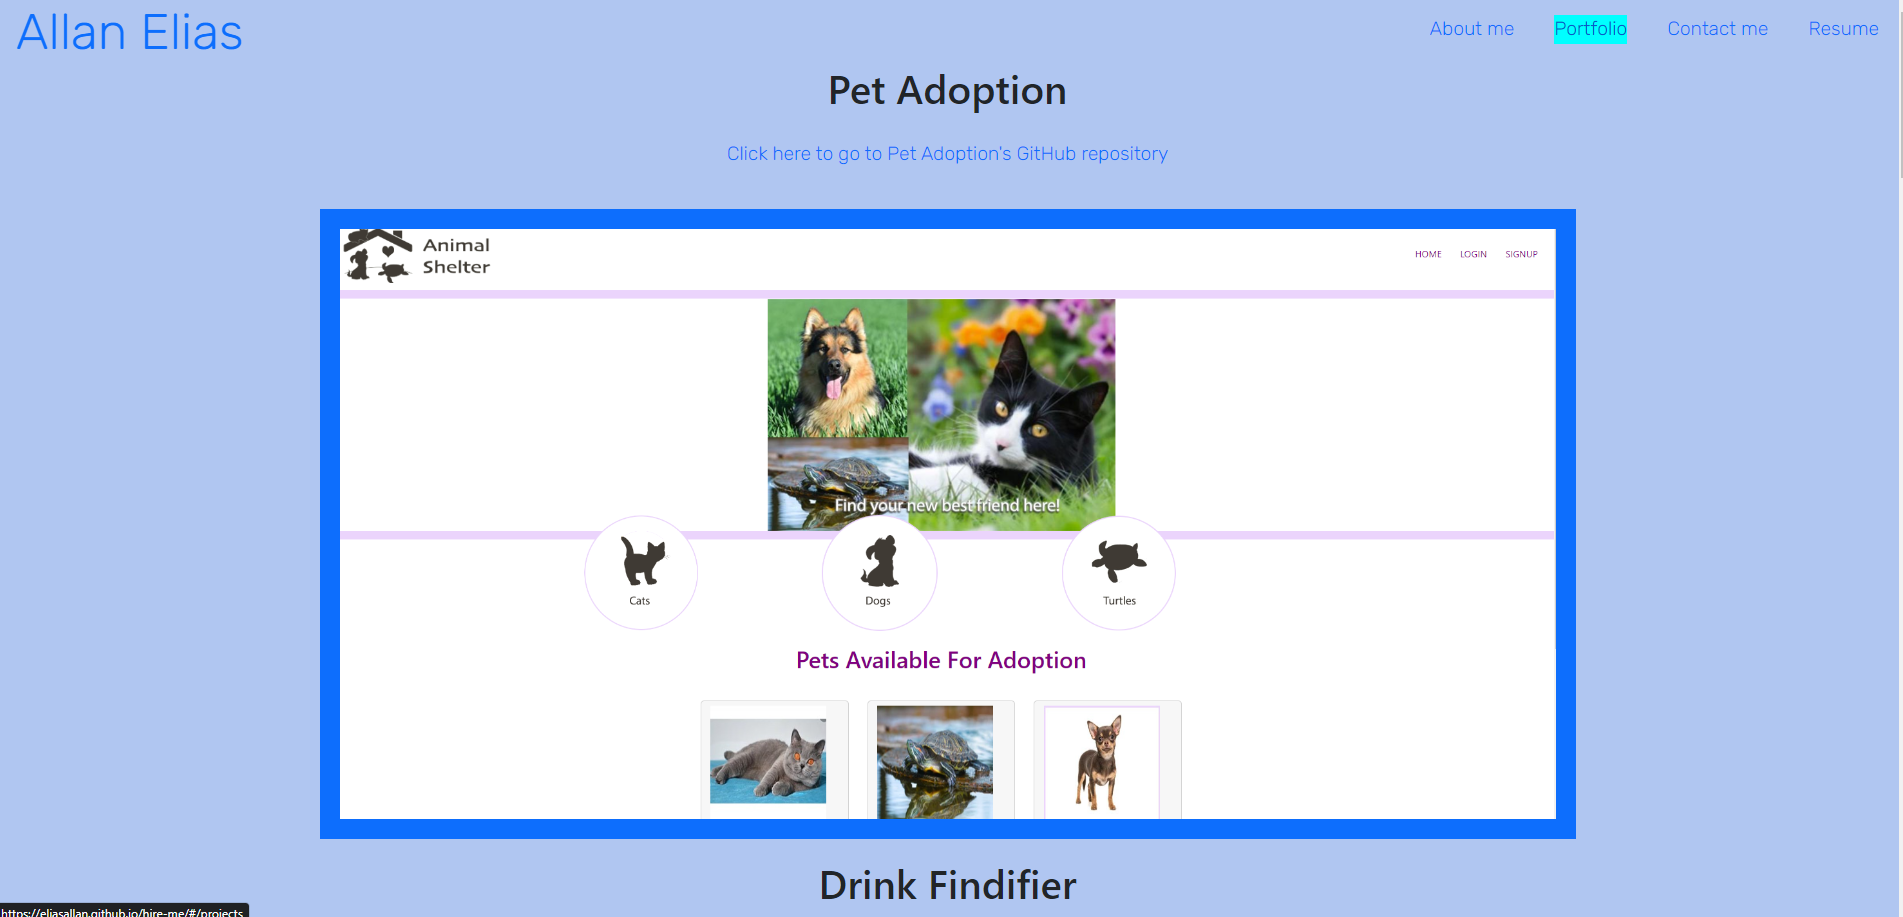 Allan Elias
About me Portfolio Contact me Resume
Pet Adoption
Click here to go to Pet Adoption's GitHub repository
Animal
Shelter
HOME LOGIN SIGNUP
Find your new best friend here!
Cats Dogs Turtles
Pets Available For Adoption
Drink Findifier
https://eliasallan.github.io/hire-me/#/projects